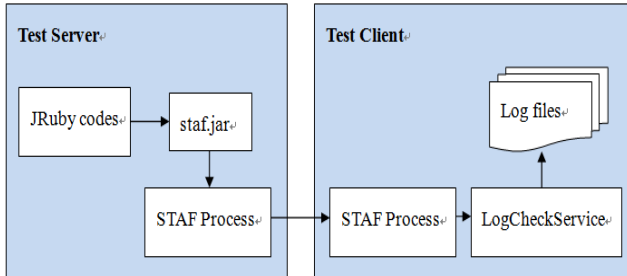 Test Server
Test Client
JRuby codes
staf.jar
Log files
STAF Process
STAF Process
LogCheckService